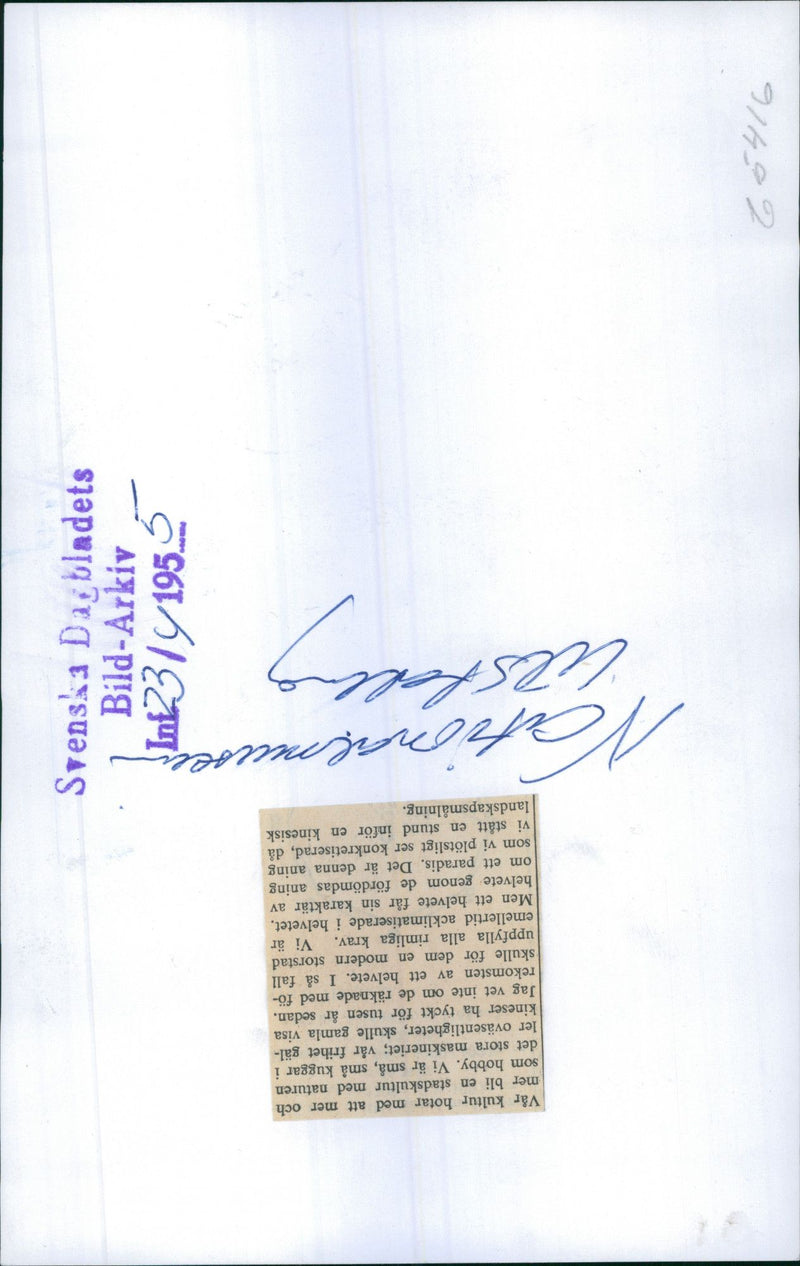 Svenska Dagbladets
Bild-Arkiv
Ink 23/4 1955
Nationalmuseum
utställning
Vår kultur hotar med att mer och
mer bli en stadskultur med naturen
som hobby. Vi är små, små kuggar i
det stora maskineriet; vår frihet gäl-
ler oväsentligheter, skulle gamla visa
kineser ha tyckt för tusen år sedan.
Jag vet inte om de räknade med fö-
rekomsten av ett helvete. I så fall
skulle för dem en modern storstad
uppfylla alla rimliga krav. Vi är
emellertid acklimatiserade i helvetet.
Men ett helvete får sin karaktär av
helvete genom de fördömdas aning
om ett paradis. Det är denna aning
som vi plötsligt ser konkretiserad, då
vi stått en stund inför en kinesisk
landskapsmålning.